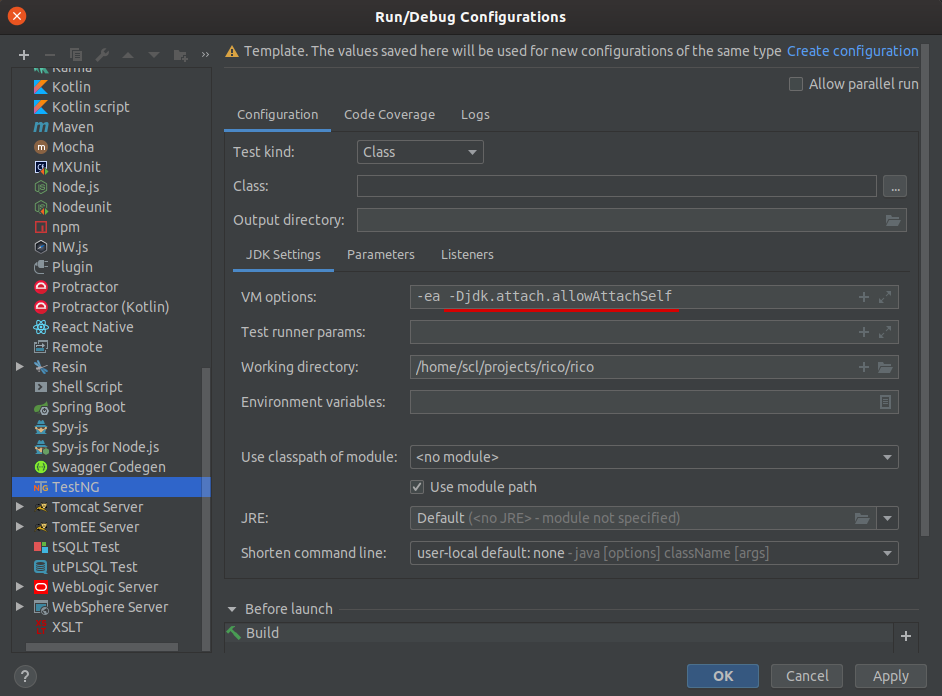 Run/Debug Configurations
Template. The values saved here will be used for new configurations of the same type Create configuration
Allow parallel run
Karma
Kotlin
Kotlin script
Maven
Mocha
MXUnit
Node.js
Nodeunit
npm
NW.js
Plugin
Protractor
Protractor (Kotlin)
React Native
Remote
Resin
Shell Script
Spring Boot
Spy-js
Spy-js for Node.js
Swagger Codegen
TestNG
Tomcat Server
TomEE Server
tSQLt Test
utPLSQL Test
WebLogic Server
WebSphere Server
XSLT
Configuration Code Coverage Logs
Test kind: Class
Class: ...
Output directory:
JDK Settings Parameters Listeners
VM options: -ea -Djdk.attach.allowAttachSelf
Test runner params:
Working directory: /home/scl/projects/rico/rico
Environment variables:
Use classpath of module: <no module>
Use module path
JRE: Default (<no JRE> - module not specified)
Shorten command line: user-local default: none - java [options] className [args]
Before launch
Build
? OK Cancel Apply